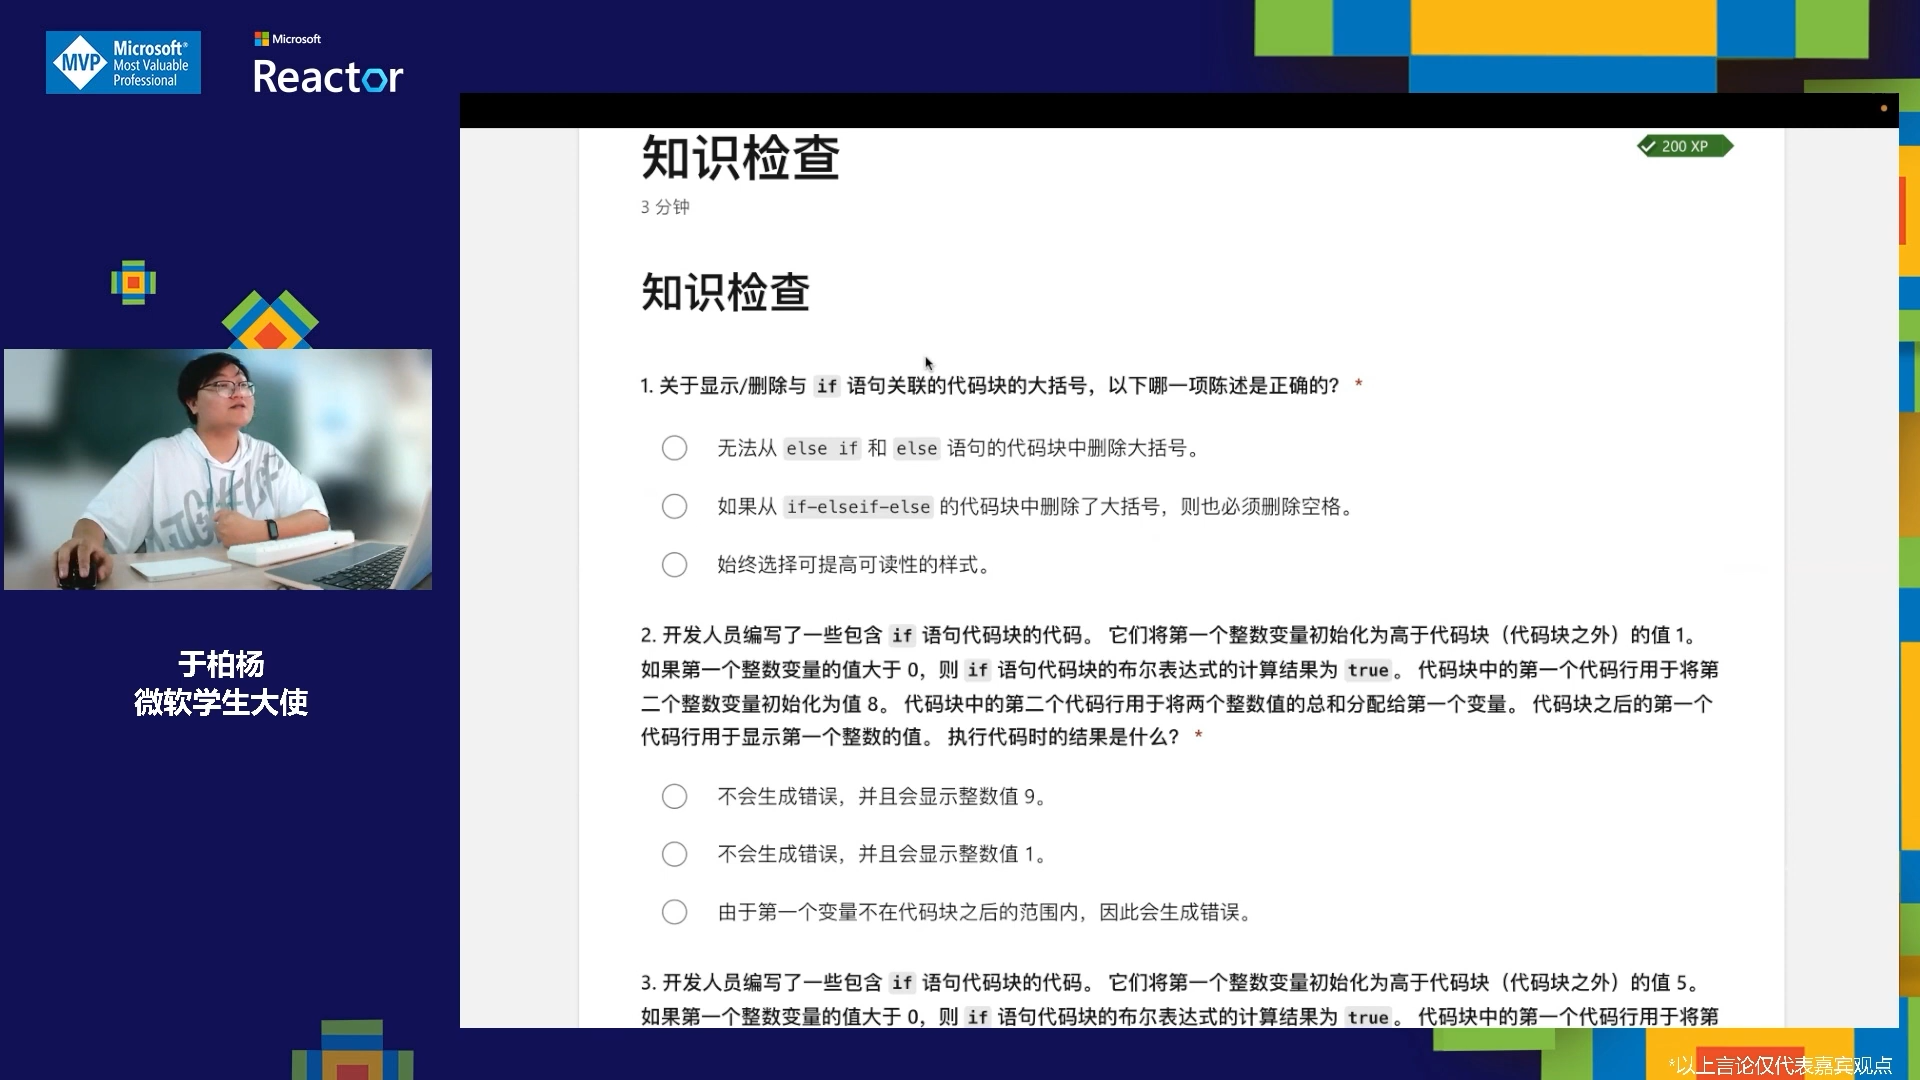 MVP
Microsoft®
Most Valuable
Professional
Microsoft
Reactor
知识检查
200 XP
3 分钟
知识检查
1. 关于显示/删除与 if 语句关联的代码块的大括号，以下哪一项陈述是正确的？ *
无法从 else if 和 else 语句的代码块中删除大括号。
如果从 if-elseif-else 的代码块中删除了大括号，则也必须删除空格。
始终选择可提高可读性的样式。
2. 开发人员编写了一些包含 if 语句代码块的代码。 它们将第一个整数变量初始化为高于代码块（代码块之外）的值 1。
如果第一个整数变量的值大于 0，则 if 语句代码块的布尔表达式的计算结果为 true 。 代码块中的第一个代码行用于将第
二个整数变量初始化为值 8。 代码块中的第二个代码行用于将两个整数值的总和分配给第一个变量。 代码块之后的第一个
代码行用于显示第一个整数的值。 执行代码时的结果是什么？ *
不会生成错误，并且会显示整数值 9。
不会生成错误，并且会显示整数值 1。
由于第一个变量不在代码块之后的范围内，因此会生成错误。
3. 开发人员编写了一些包含 if 语句代码块的代码。 它们将第一个整数变量初始化为高于代码块（代码块之外）的值 5。
如果第一个整数变量的值大于 0，则 if 语句代码块的布尔表达式的计算结果为 true 。 代码块中的第一个代码行用于将第
于柏杨
微软学生大使
*以上言论仅代表嘉宾观点